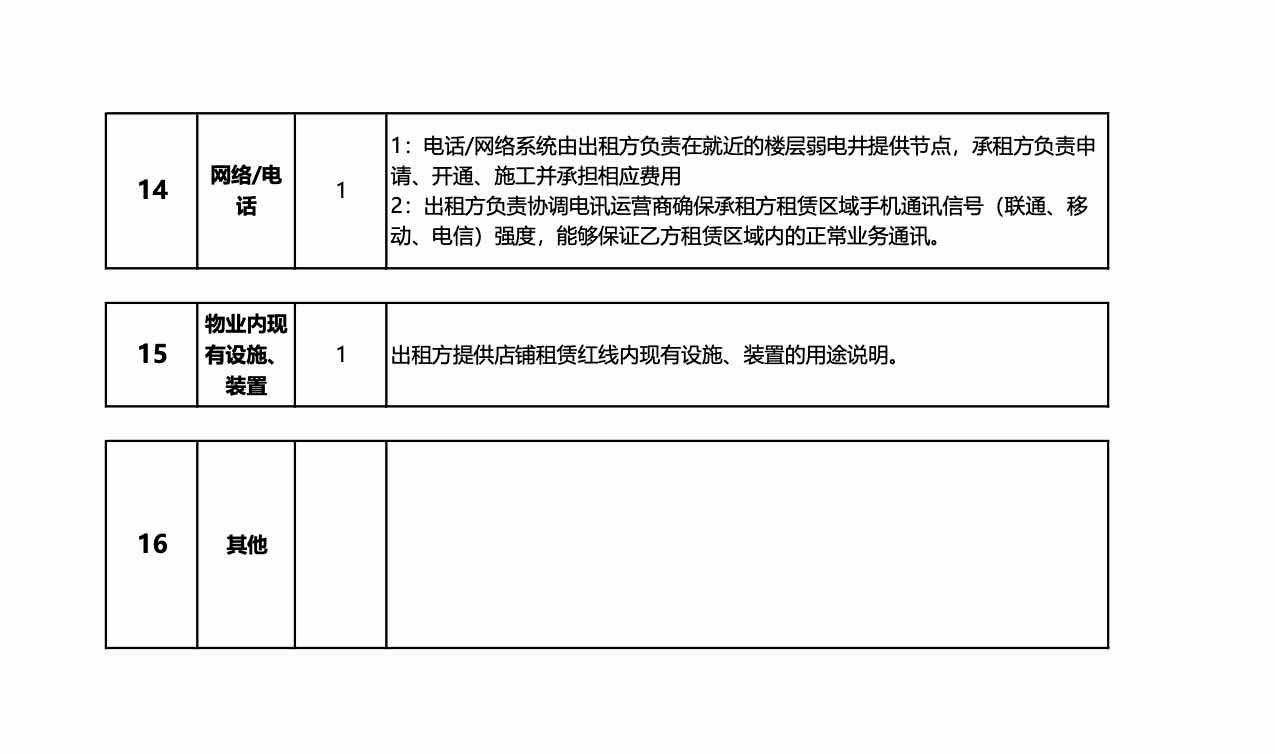 14
网络/电
话
1
1：电话/网络系统由出租方负责在就近的楼层弱电井提供节点，承租方负责申
请、开通、施工并承担相应费用
2：出租方负责协调电讯运营商确保承租方租赁区域手机通讯信号（联通、移
动、电信）强度，能够保证乙方租赁区域内的正常业务通讯。
15
物业内现
有设施、
装置
1
出租方提供店铺租赁红线内现有设施、装置的用途说明。
16
其他